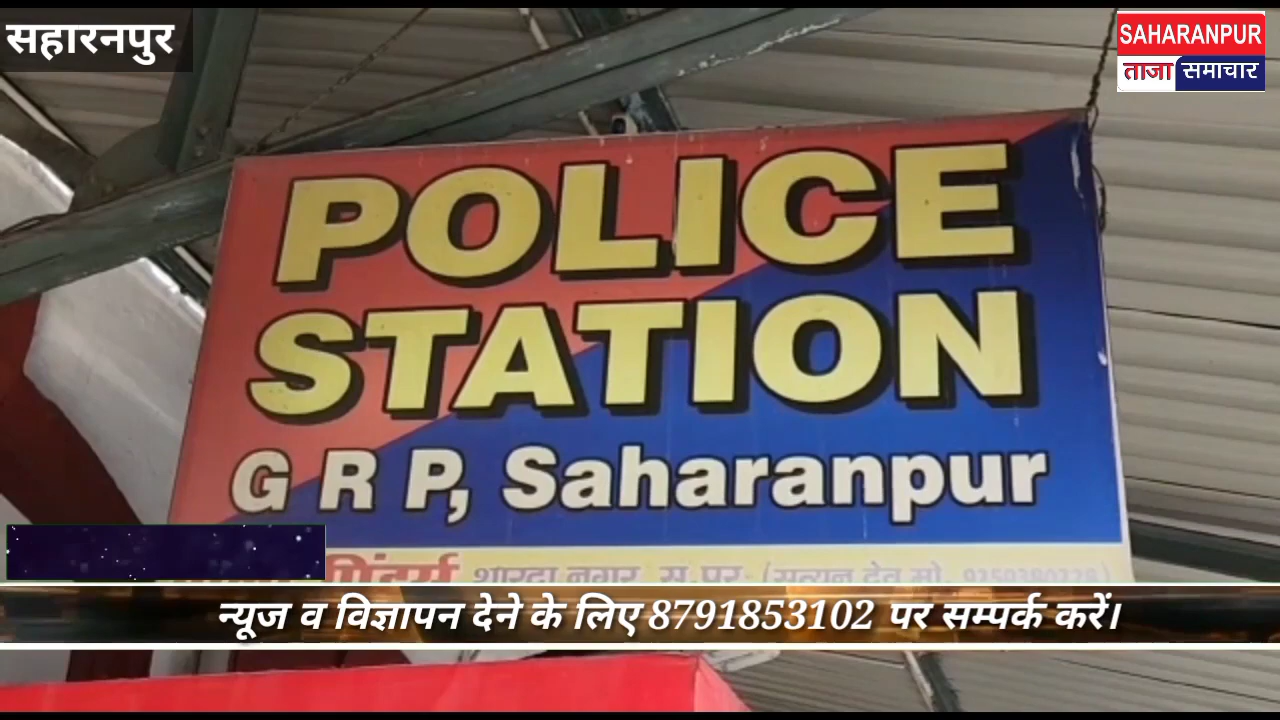 सहारनपुर
SAHARANPUR
ताजा समाचार
POLICE
STATION
G R P, Saharanpur
शारदा नगर, स.पुर:
न्यूज व विज्ञापन देने के लिए 8791853102 पर सम्पर्क करें।